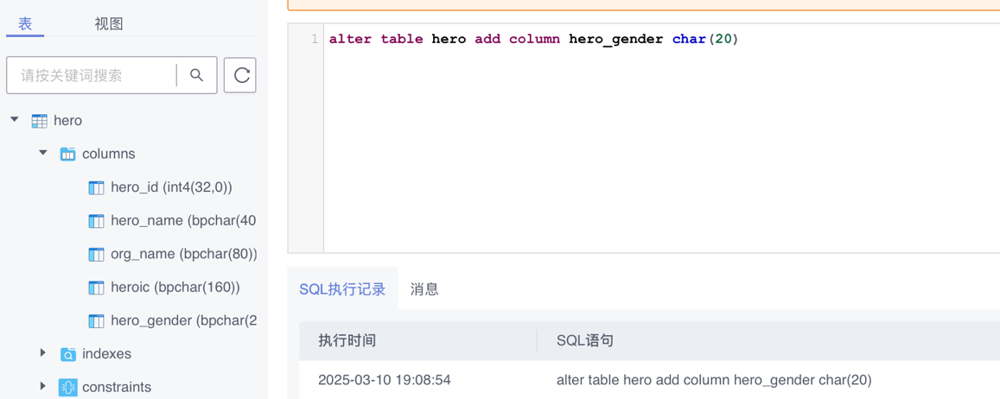 表 视图
请按关键词搜索
hero
columns
hero_id (int4(32,0))
hero_name (bpchar(40
org_name (bpchar(80))
heroic (bpchar(160))
hero_gender (bpchar(2
indexes
constraints
1 alter table hero add column hero_gender char(20)
SQL执行记录 消息
执行时间 SQL语句
2025-03-10 19:08:54 alter table hero add column hero_gender char(20)